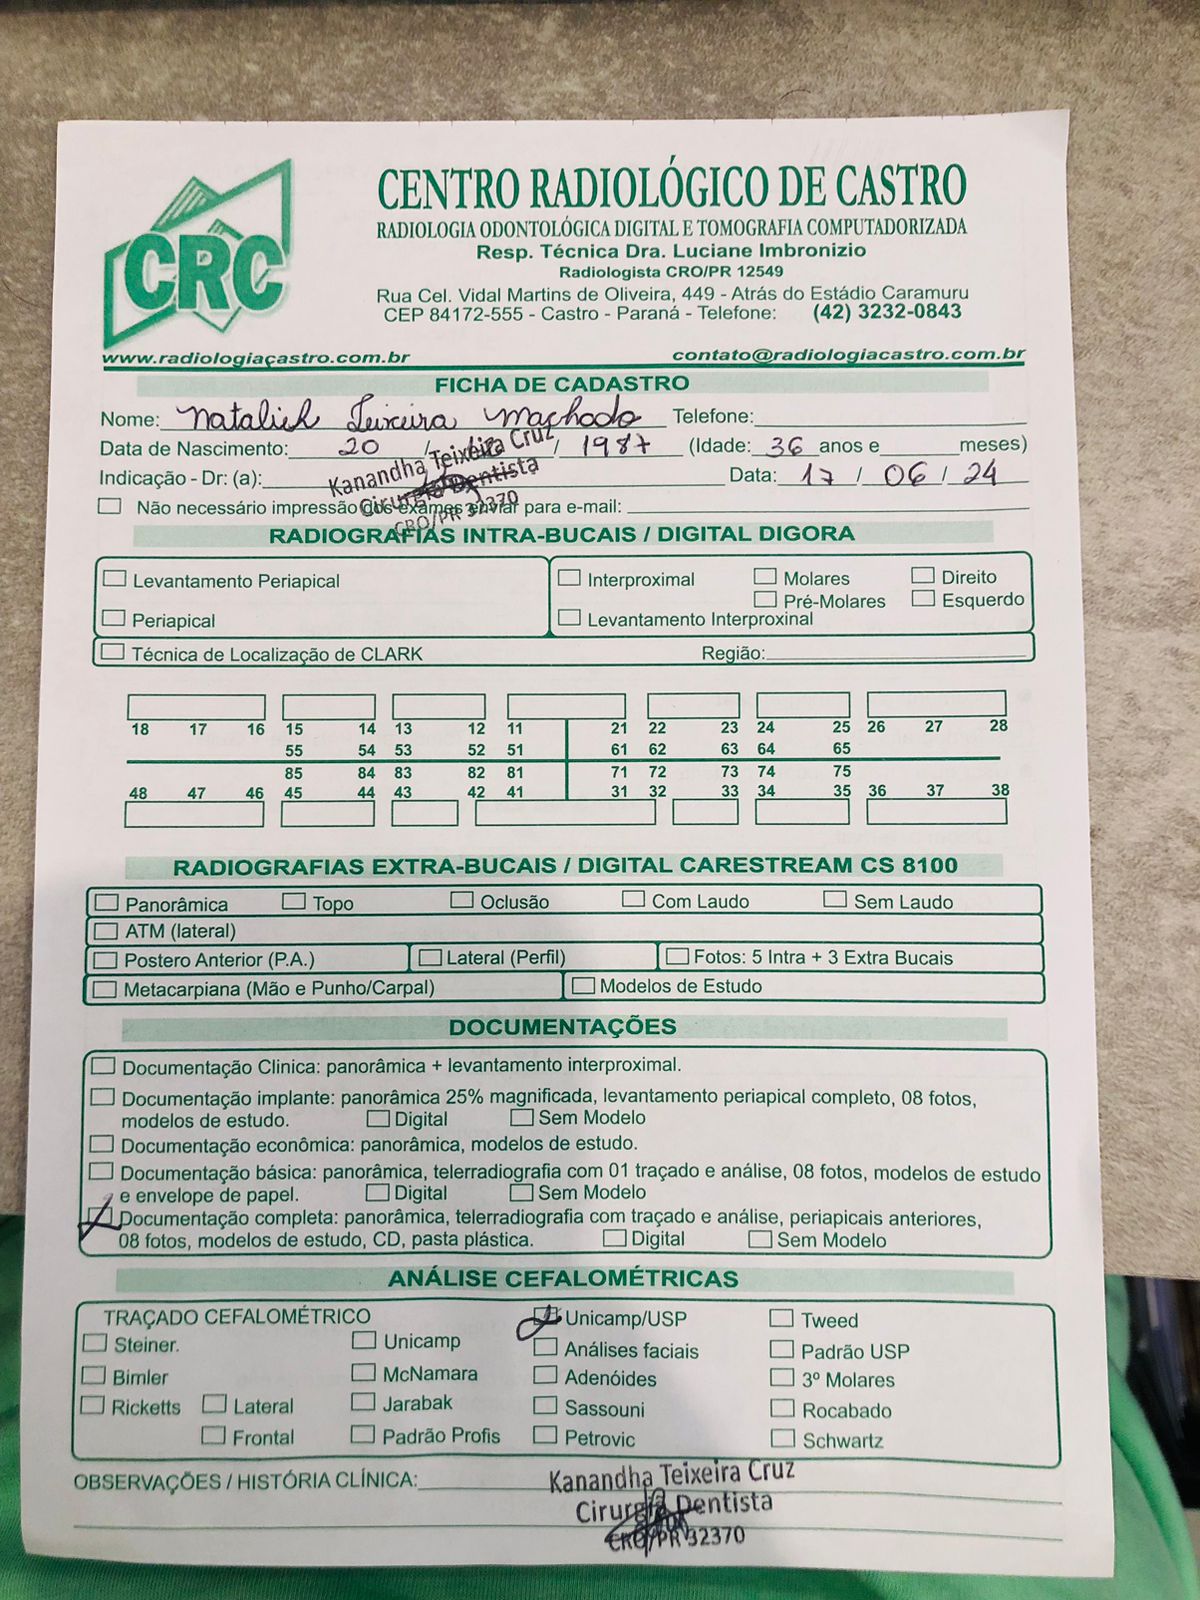 CRC
CENTRO RADIOLÓGICO DE CASTRO
RADIOLOGIA ODONTOLÓGICA DIGITAL E TOMOGRAFIA COMPUTADORIZADA
Resp. Técnica Dra. Luciane Imbronizio
Radiologista CRO/PR 12549
Rua Cel. Vidal Martins de Oliveira, 449 - Atrás do Estádio Caramuru
CEP 84172-555 - Castro - Paraná - Telefone: (42) 3232-0843
www.radiologiacastro.com.br contato@radiologiacastro.com.br
FICHA DE CADASTRO
Nome: Nataliek Teixeira Machado Telefone:
Data de Nascimento: 20 / / 1987 (Idade: 36 anos e meses)
Kanandha Teixeira Cruz
Indicação - Dr: (a): Data: 17 / 06 / 24
Cirurgiã Dentista
CRO/PR 32370
Não necessário impressão dos exames enviar para e-mail:
RADIOGRAFIAS INTRA-BUCAIS / DIGITAL DIGORA
Levantamento Periapical Interproximal Molares Direito
Pré-Molares Esquerdo
Periapical Levantamento Interproxinal
Técnica de Localização de CLARK Região:
18 17 16 15 14 13 12 11 21 22 23 24 25 26 27 28
55 54 53 52 51 61 62 63 64 65
85 84 83 82 81 71 72 73 74 75
48 47 46 45 44 43 42 41 31 32 33 34 35 36 37 38
RADIOGRAFIAS EXTRA-BUCAIS / DIGITAL CARESTREAM CS 8100
Panorâmica Topo Oclusão Com Laudo Sem Laudo
ATM (lateral)
Postero Anterior (P.A.) Lateral (Perfil) Fotos: 5 Intra + 3 Extra Bucais
Metacarpiana (Mão e Punho/Carpal) Modelos de Estudo
DOCUMENTAÇÕES
Documentação Clinica: panorâmica + levantamento interproximal.
Documentação implante: panorâmica 25% magnificada, levantamento periapical completo, 08 fotos,
modelos de estudo. Digital Sem Modelo
Documentação econômica: panorâmica, modelos de estudo.
Documentação básica: panorâmica, telerradiografia com 01 traçado e análise, 08 fotos, modelos de estudo
e envelope de papel. Digital Sem Modelo
Documentação completa: panorâmica, telerradiografia com traçado e análise, periapicais anteriores,
08 fotos, modelos de estudo, CD, pasta plástica. Digital Sem Modelo
ANÁLISE CEFALOMÉTRICAS
TRAÇADO CEFALOMÉTRICO Unicamp/USP Tweed
Steiner. Unicamp Análises faciais Padrão USP
Bimler McNamara Adenóides 3º Molares
Ricketts Lateral Jarabak Sassouni Rocabado
Frontal Padrão Profis Petrovic Schwartz
OBSERVAÇÕES / HISTÓRIA CLÍNICA:
Kanandha Teixeira Cruz
Cirurgiã Dentista
CRO/PR 32370